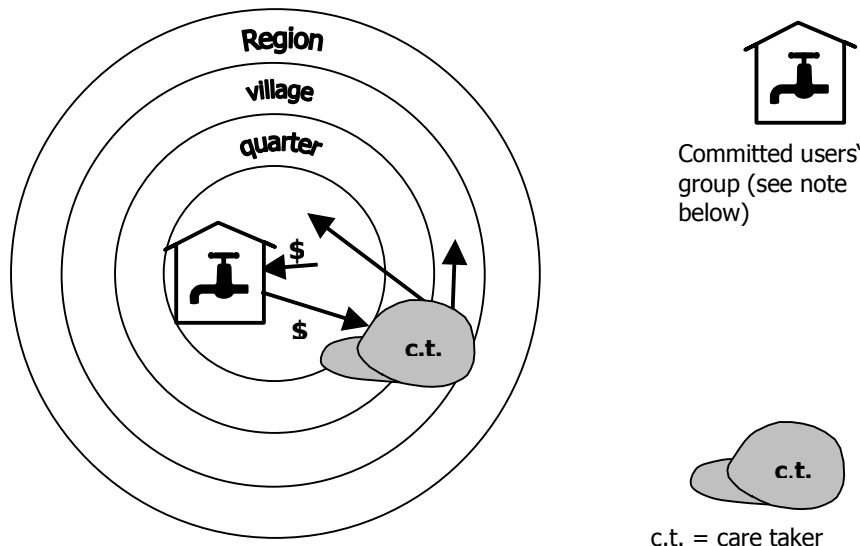 Region
village
quarter
$
$
c.t.
Committed users'
group (see note
below)
c.t.
c.t. = care taker